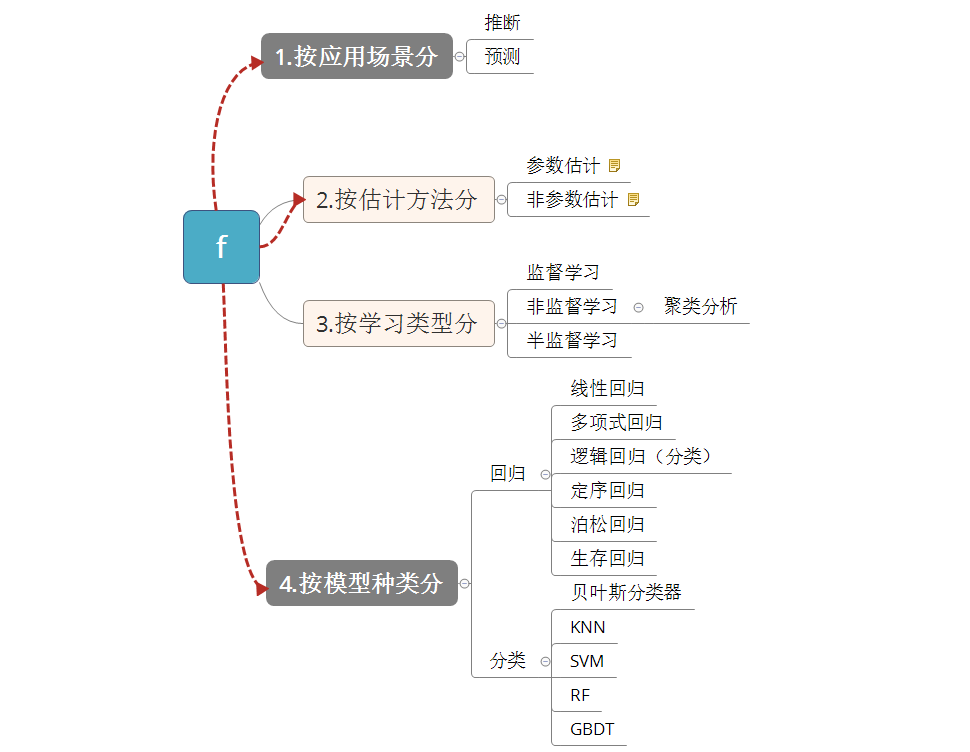 f
1.按应用场景分
推断
预测
2.按估计方法分
参数估计
非参数估计
3.按学习类型分
监督学习
非监督学习
聚类分析
半监督学习
4.按模型种类分
回归
线性回归
多项式回归
逻辑回归（分类）
定序回归
泊松回归
生存回归
分类
贝叶斯分类器
KNN
SVM
RF
GBDT